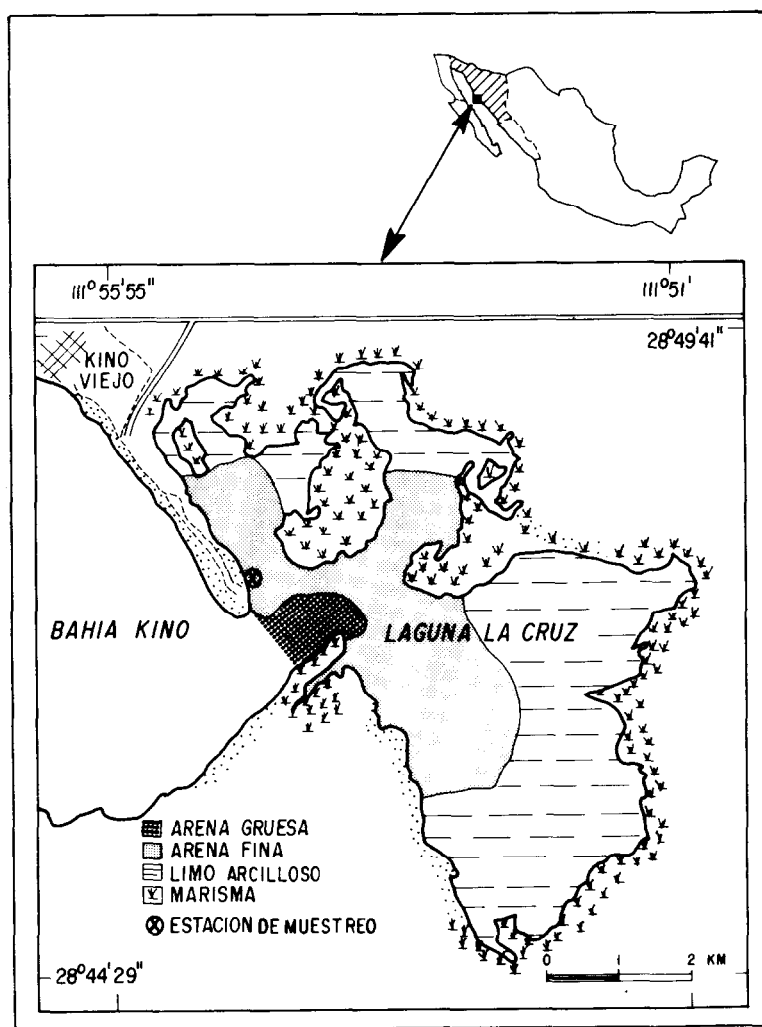 111° 55' 55"
111° 51'
28° 49' 41"
KINO
VIEJO
BAHIA KINO
LAGUNA LA CRUZ
ARENA GRUESA
ARENA FINA
LIMO ARCILLOSO
MARISMA
ESTACION DE MUESTREO
28° 44' 29"
0 1 2 KM